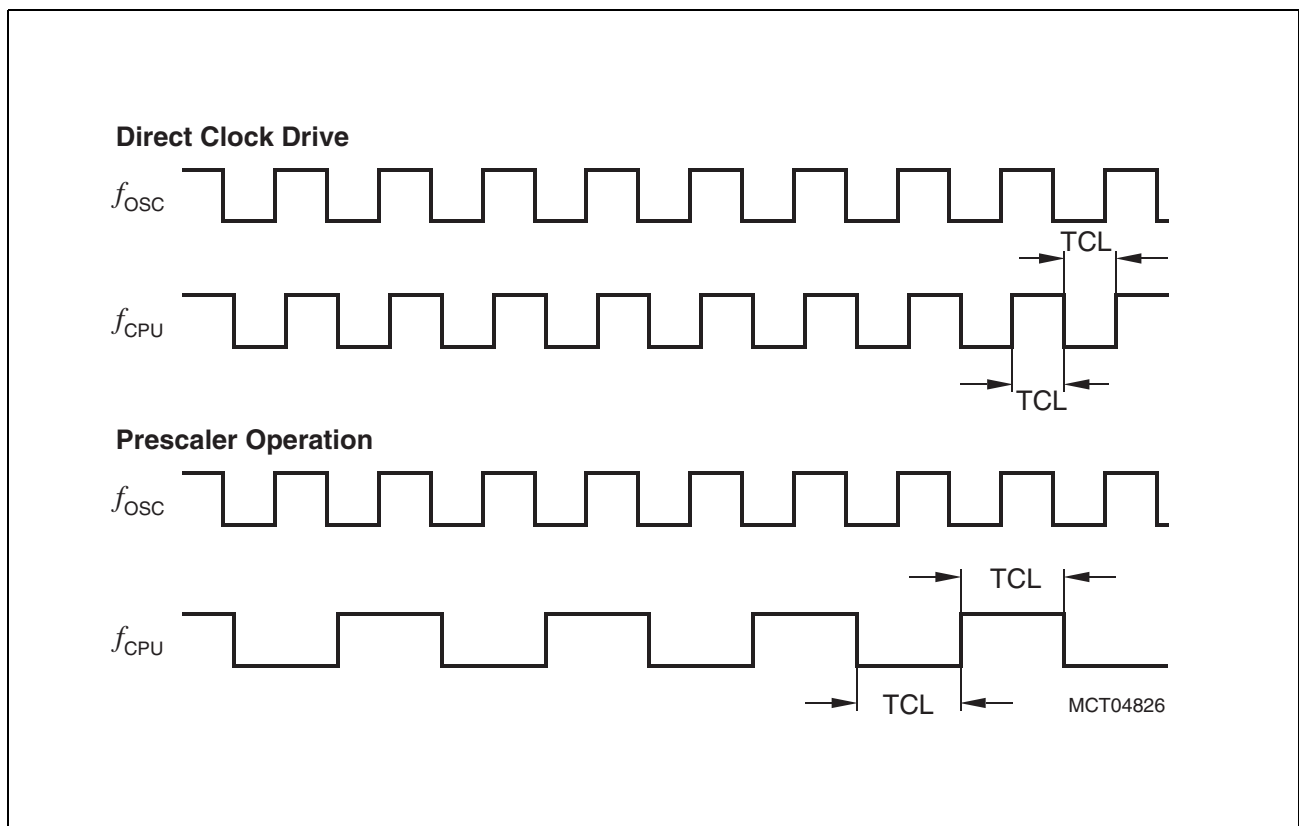 Direct Clock Drive
fOSC
TCL
fCPU
TCL
Prescaler Operation
fOSC
TCL
fCPU
TCL
MCT04826